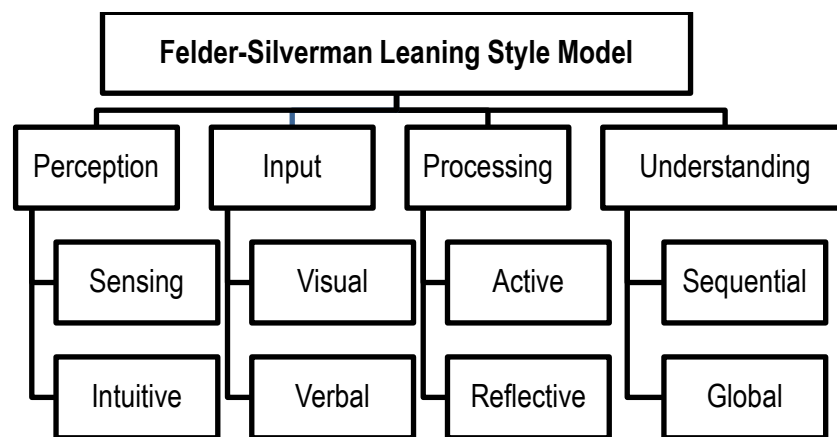 Felder-Silverman Leaning Style Model
Perception
Input
Processing
Understanding
Sensing
Visual
Active
Sequential
Intuitive
Verbal
Reflective
Global